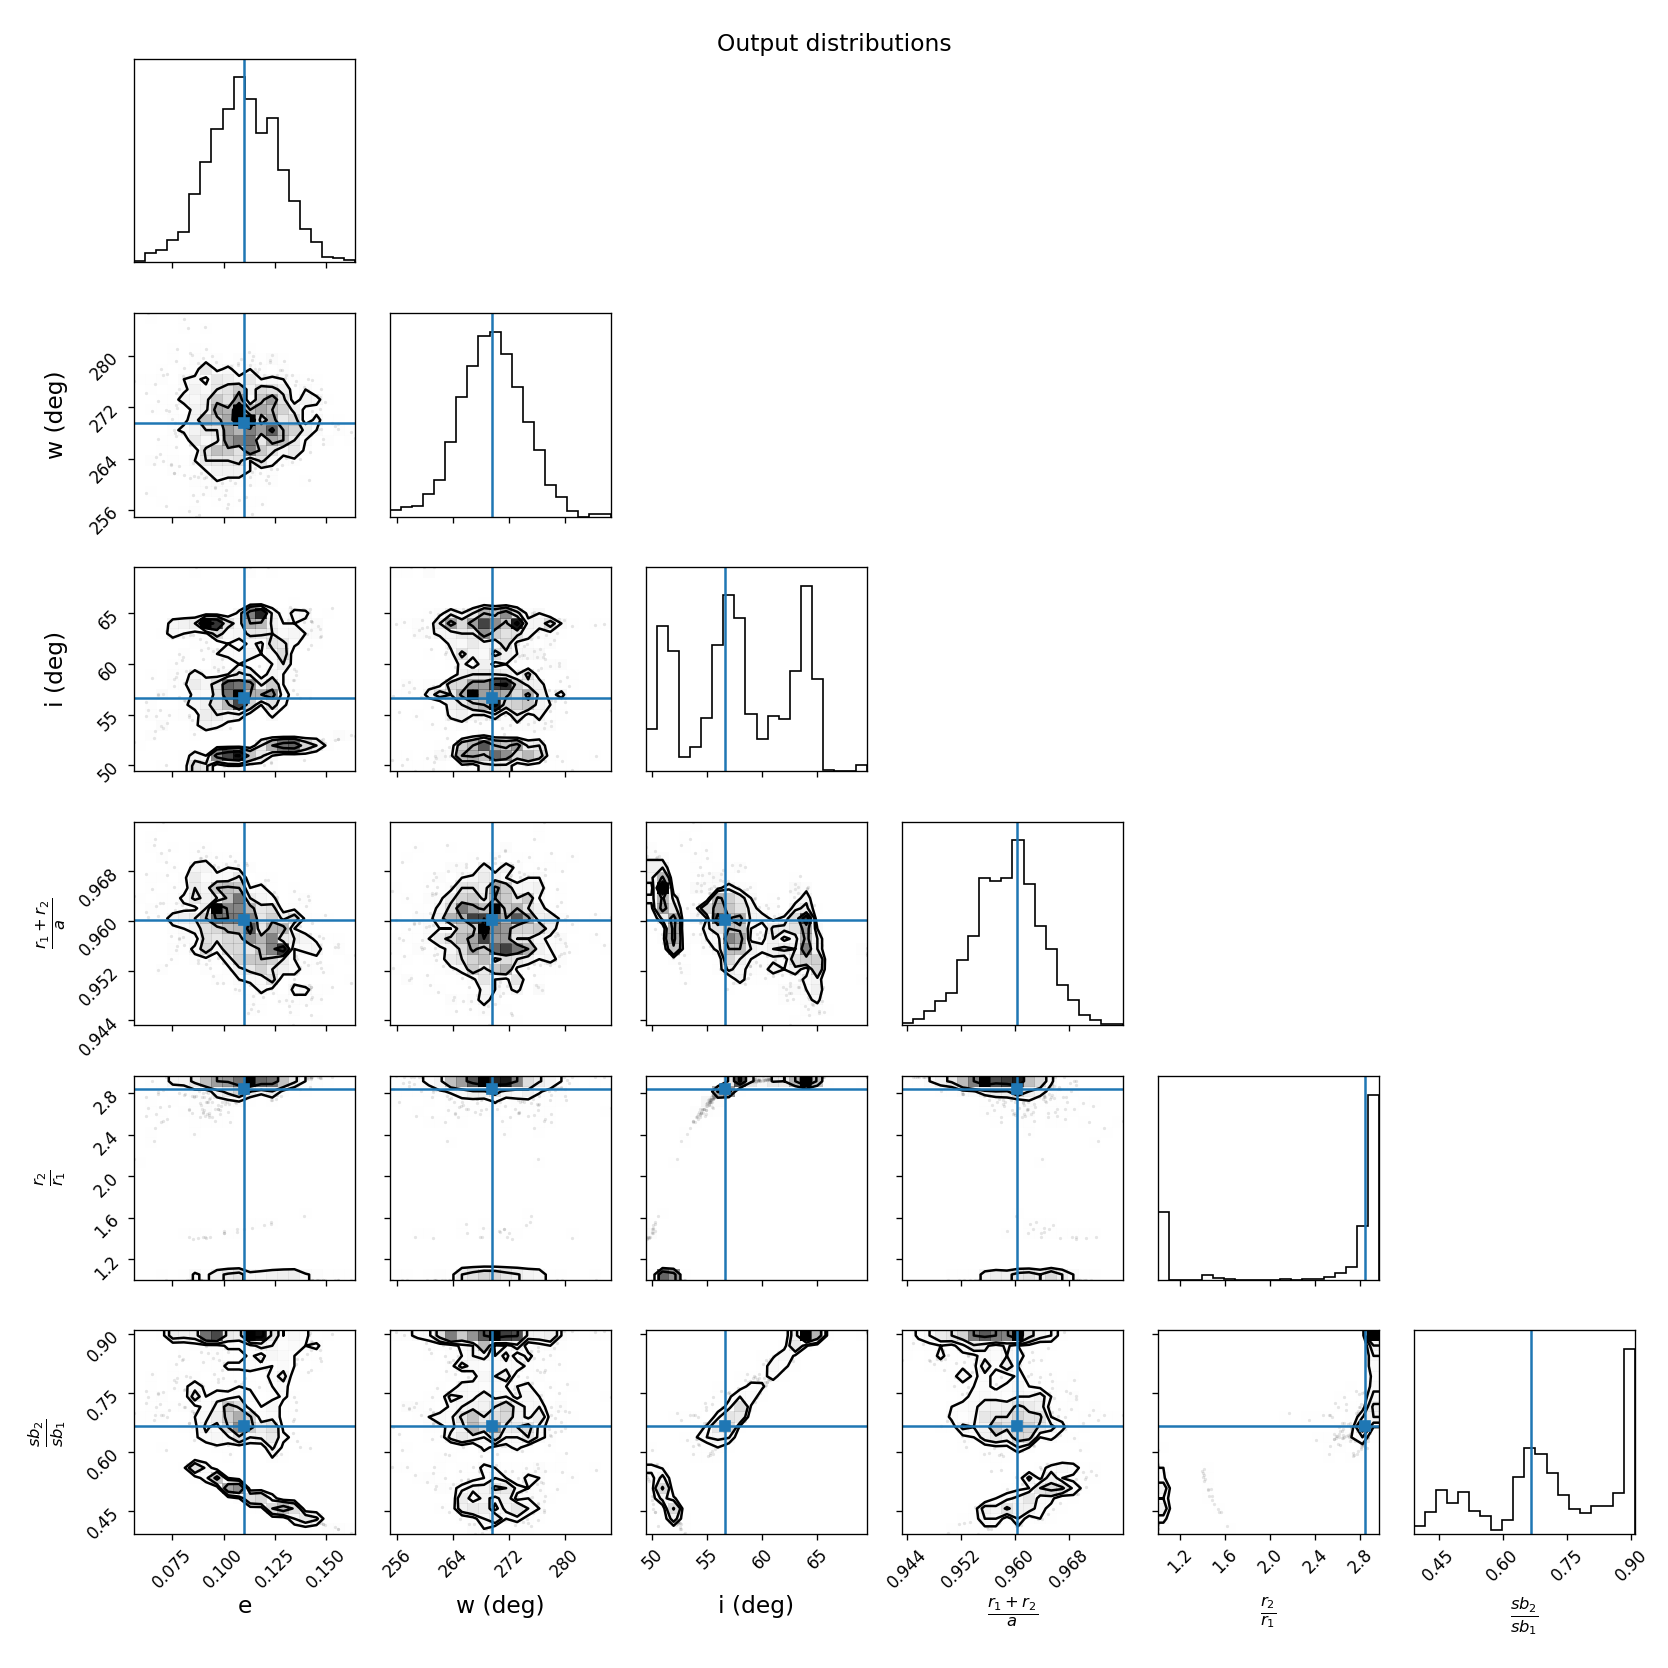 Output distributions
w (deg)
280
272
264
256
i (deg)
65
60
55
50
r₁ + r₂
a
0.968
0.960
0.952
0.944
r₂
r₁
2.8
2.4
2.0
1.6
1.2
sb₂
sb₁
0.90
0.75
0.60
0.45
0.075 0.100 0.125 0.150 256 264 272 280 50 55 60 65 0.944 0.952 0.960 0.968 1.2 1.6 2.0 2.4 2.8 0.45 0.60 0.75 0.90
e w (deg) i (deg) r₁ + r₂ r₂ sb₂
a r₁ sb₁